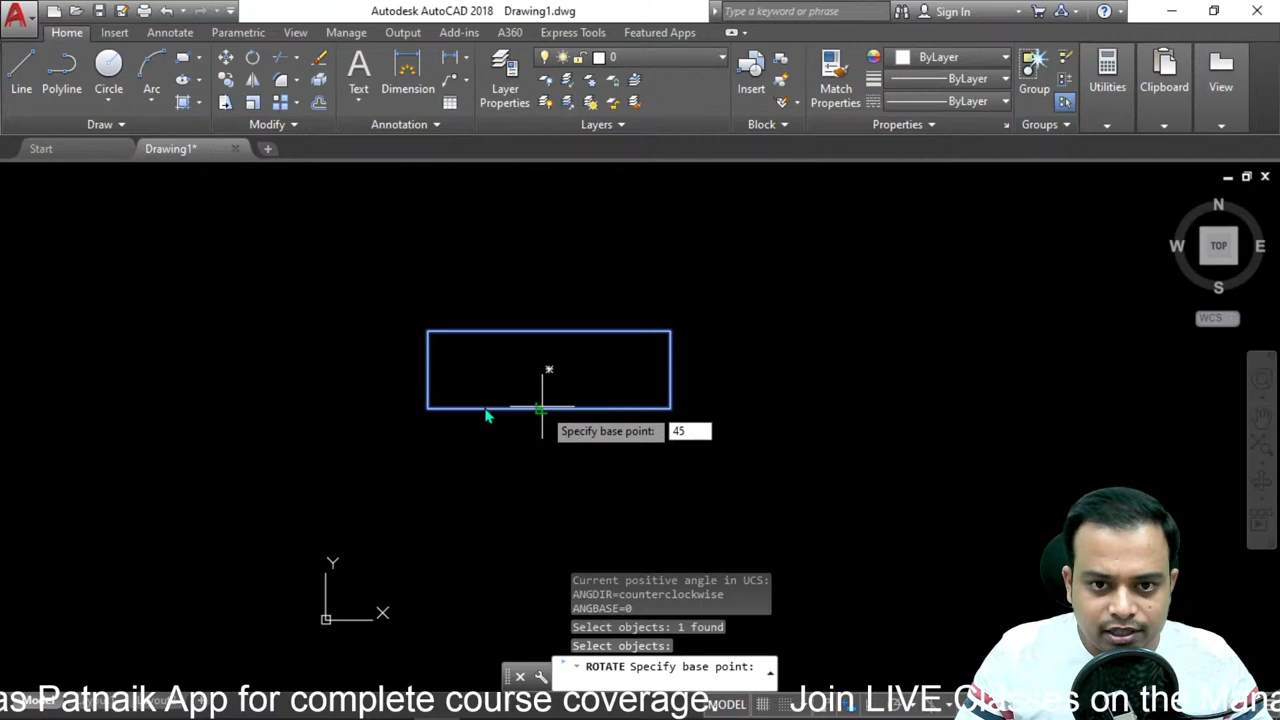 Autodesk AutoCAD 2018 Drawing1.dwg
Type a keyword or phrase
Sign In
Home Insert Annotate Parametric View Manage Output Add-ins A360 Express Tools Featured Apps
Line Polyline Circle Arc
Text Dimension
Layer Properties
0
Insert
Match Properties
ByLayer
ByLayer
ByLayer
Group
Utilities
Clipboard
View
Draw Modify Annotation Layers Block Properties Groups
Start Drawing1*
N
W TOP E
S
WCS
Specify base point: 45
Y
X
Current positive angle in UCS:
ANGDIR=counterclockwise
ANGBASE=0
Select objects: 1 found
Select objects:
ROTATE Specify base point:
MODEL
as Patnaik App for complete course coverage. Join LIVE Classes on the Mana